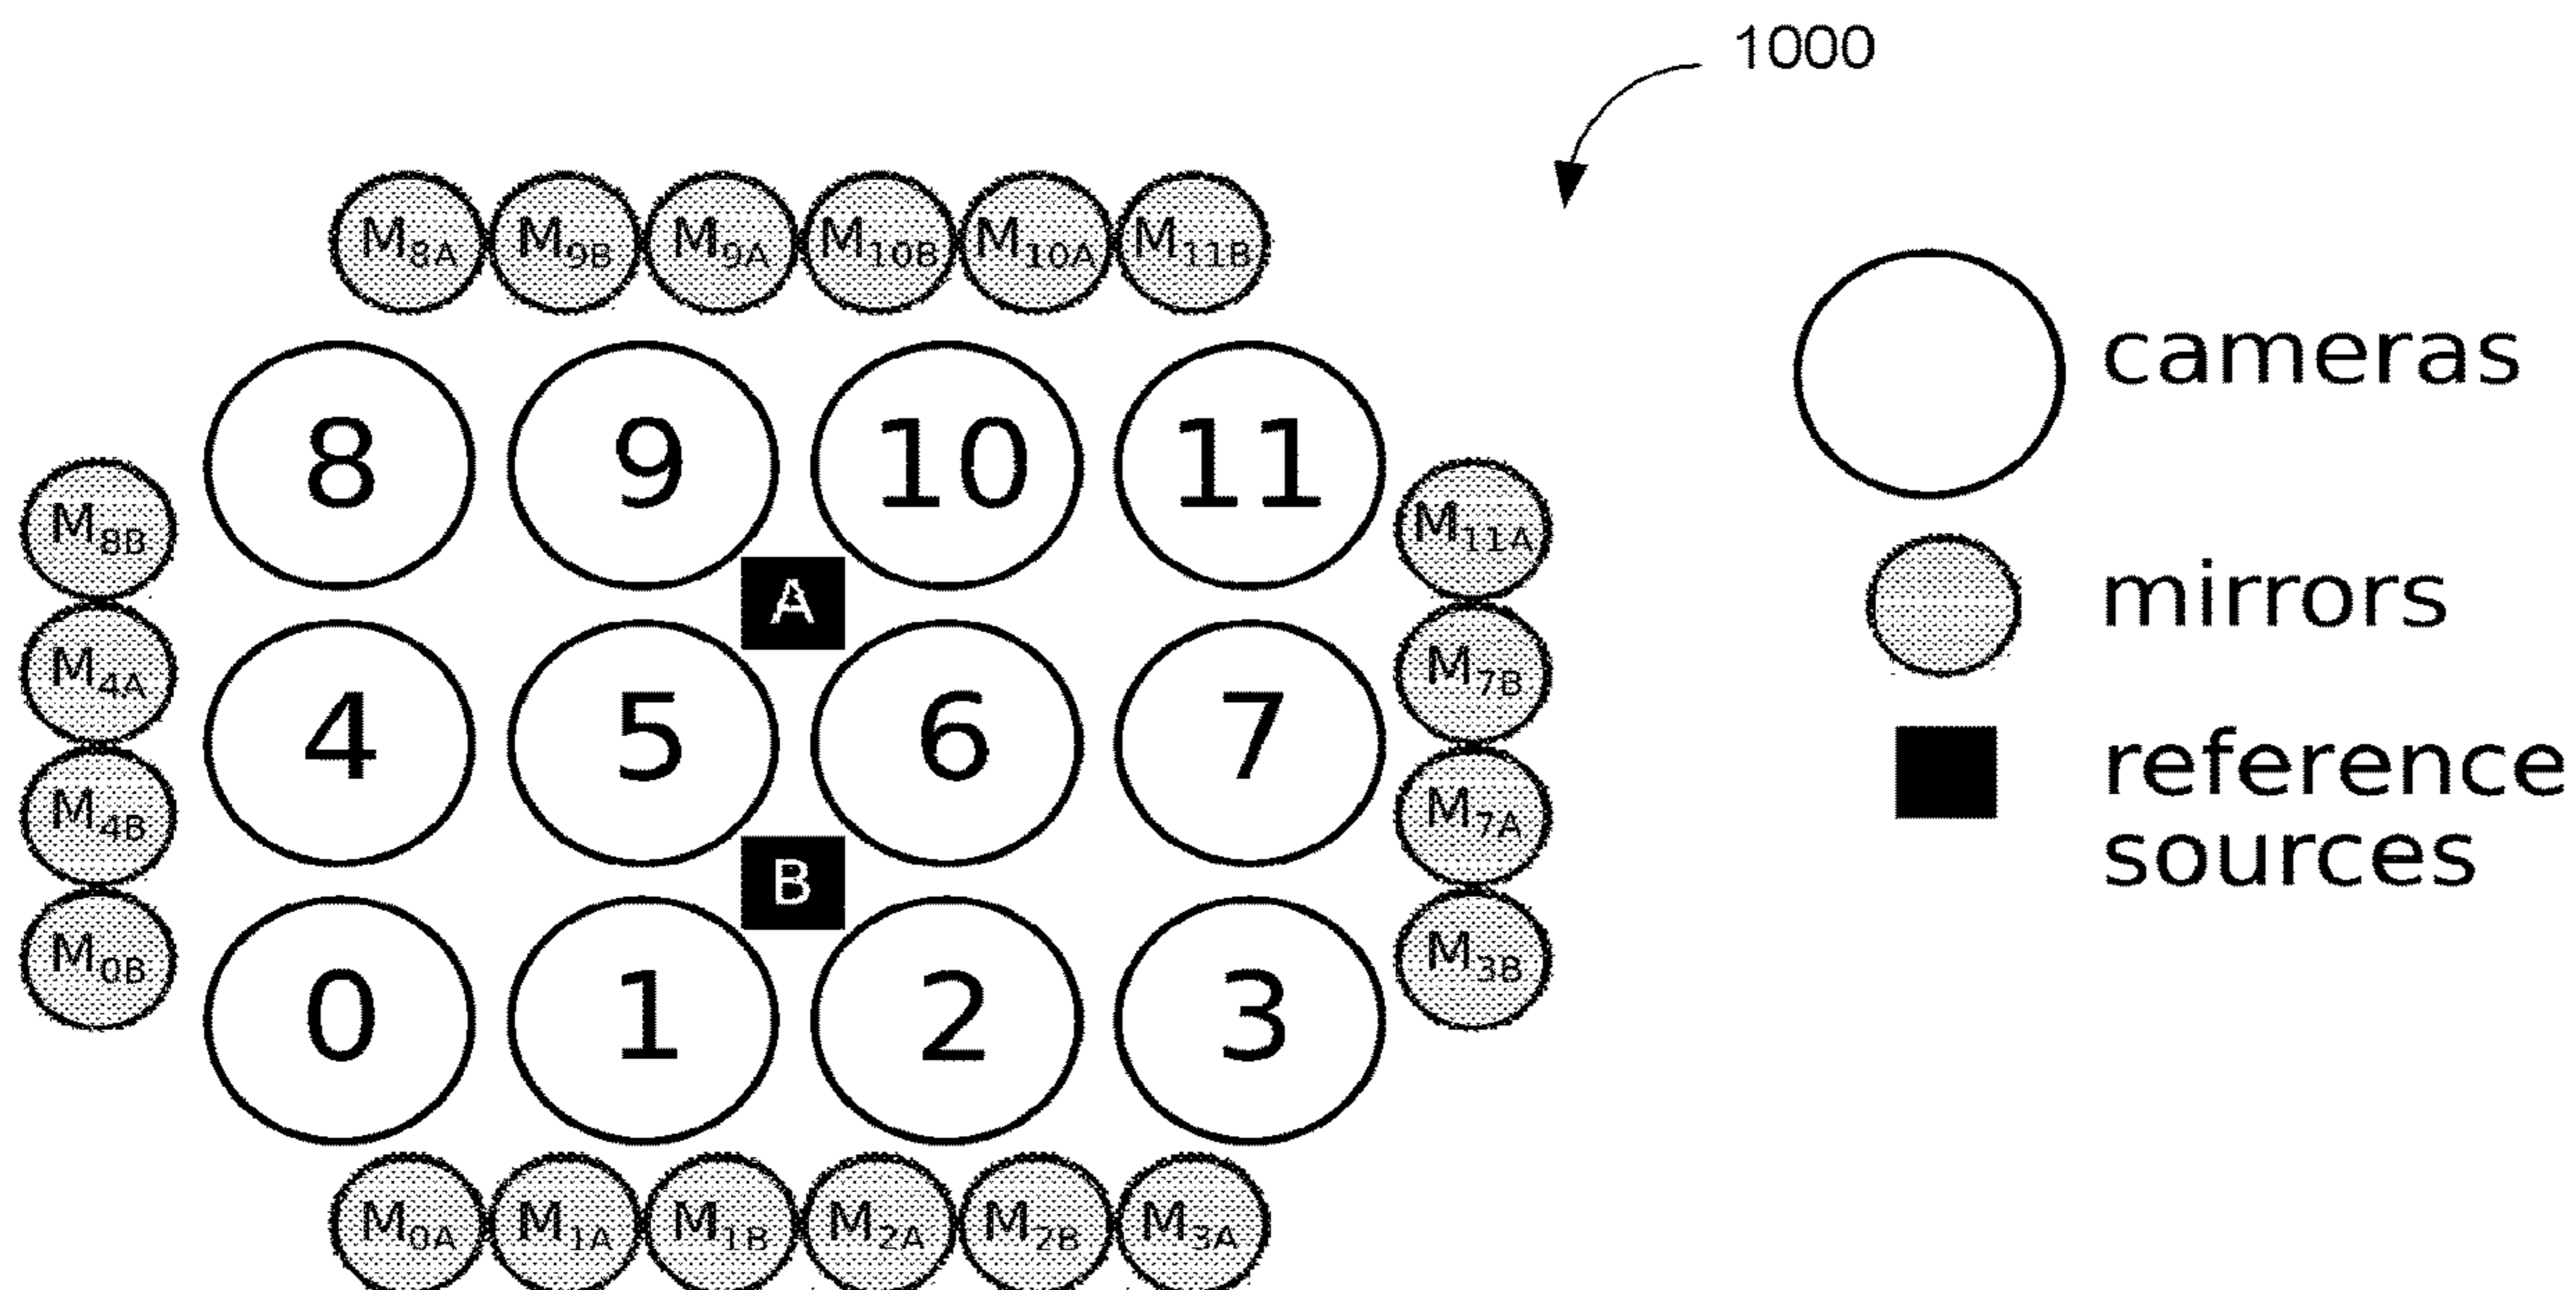 1000
M8A M9B M9A M10B M10A M11B
cameras
8 9 10 11
M8B M11A
A
mirrors
M4A M7B
4 5 6 7
reference
sources
M4B M7A
B
M0B M3B
0 1 2 3
M0A M1A M1B M2A M2B M3A